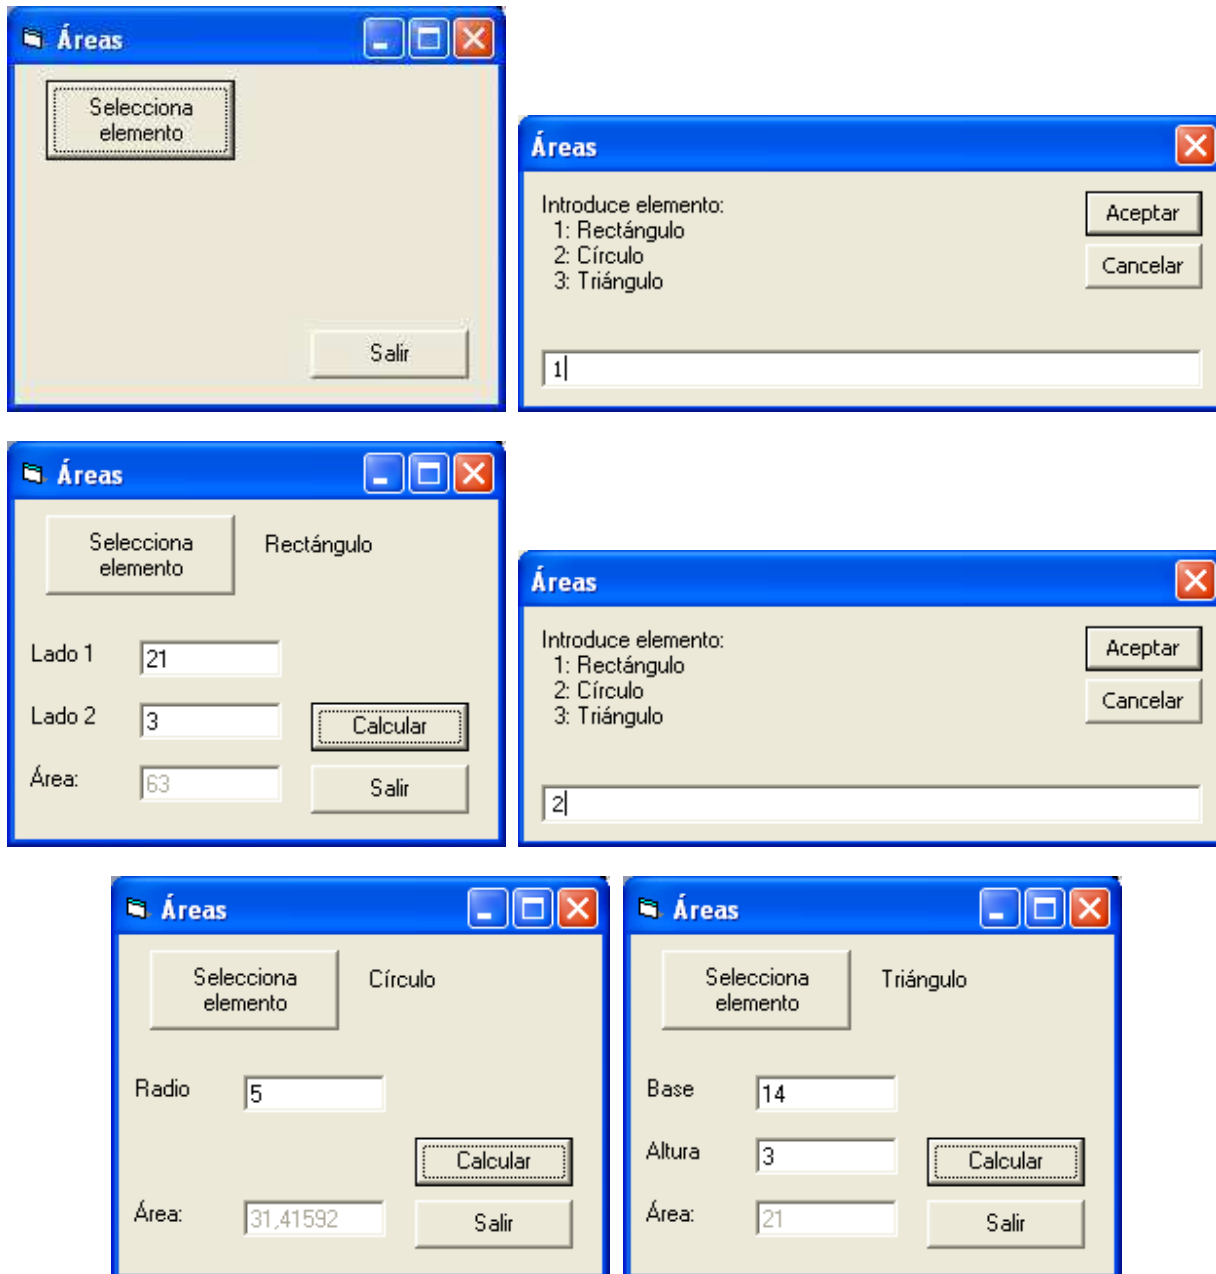 Áreas
Selecciona
elemento
Salir
Áreas
Introduce elemento:
1: Rectángulo
2: Círculo
3: Triángulo
Aceptar
Cancelar
1
Áreas
Selecciona
elemento
Rectángulo
Lado 1
21
Lado 2
3
Calcular
Área:
63
Salir
Áreas
Introduce elemento:
1: Rectángulo
2: Círculo
3: Triángulo
Aceptar
Cancelar
2
Áreas
Selecciona
elemento
Círculo
Radio
5
Calcular
Área:
31,41592
Salir
Áreas
Selecciona
elemento
Triángulo
Base
14
Altura
3
Calcular
Área:
21
Salir